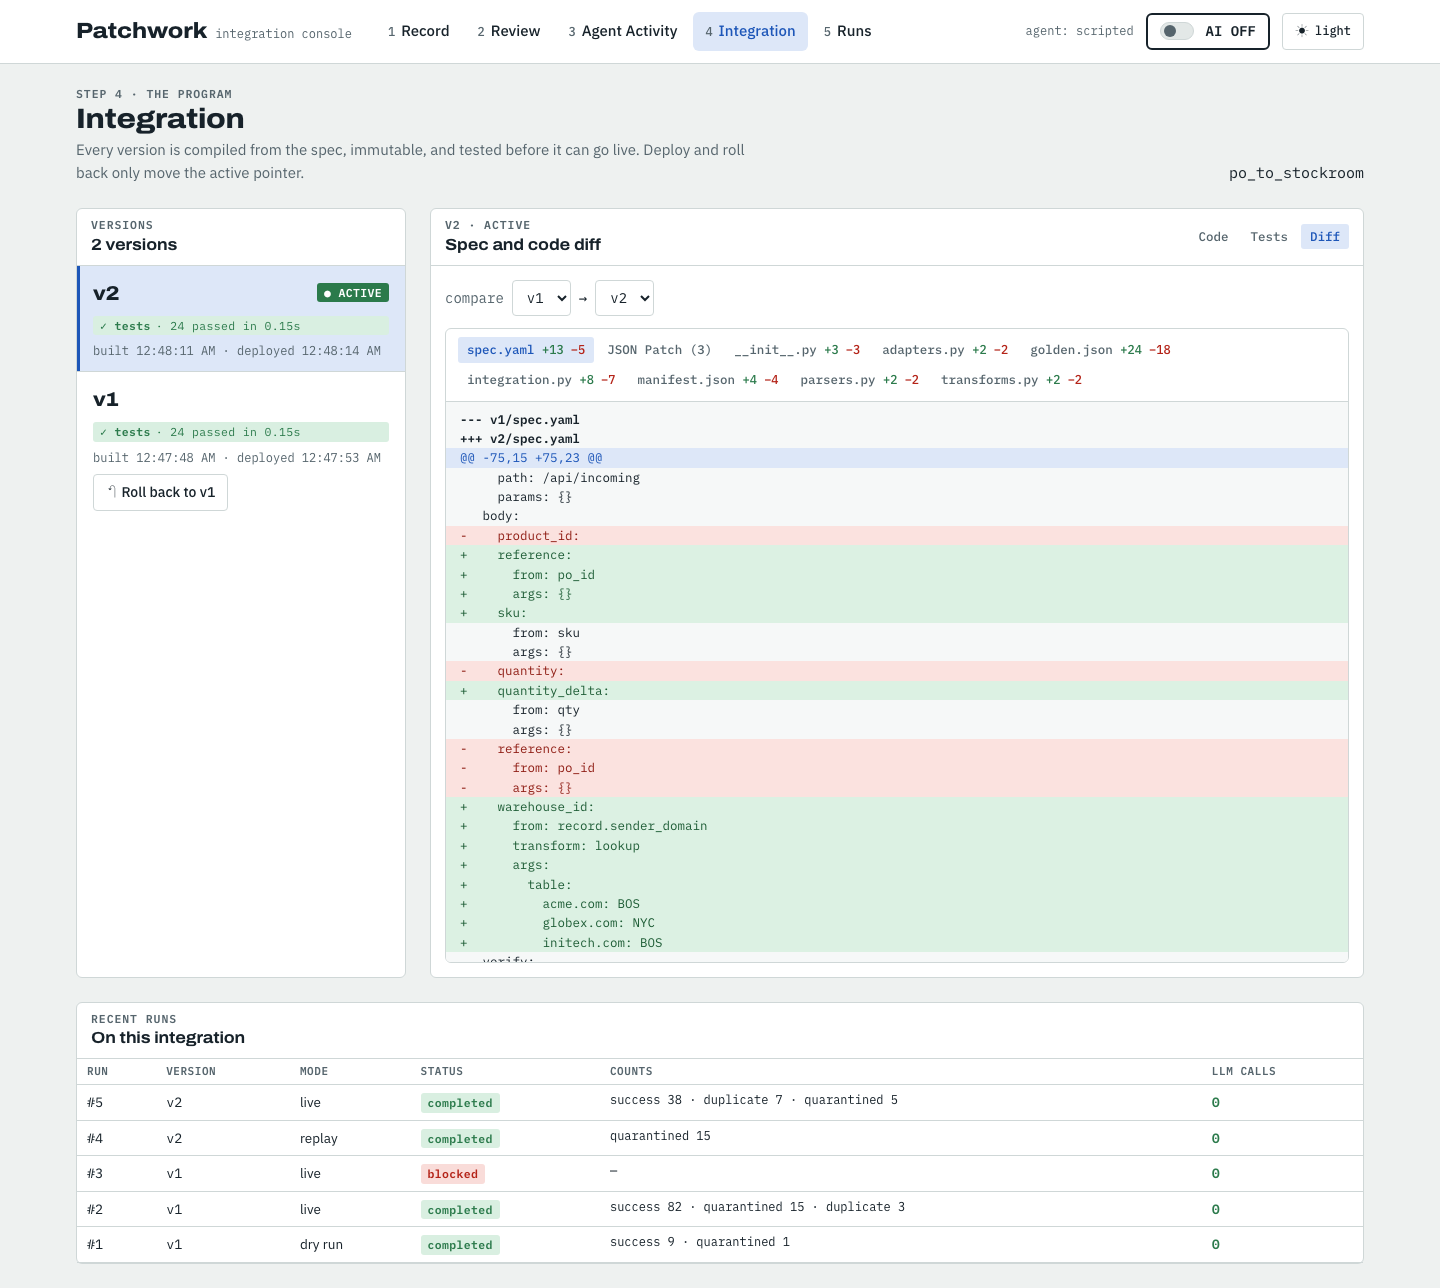 Patchwork integration console 1 Record 2 Review 3 Agent Activity 4 Integration 5 Runs agent: scripted AI OFF light
STEP 4 · THE PROGRAM
Integration
Every version is compiled from the spec, immutable, and tested before it can go live. Deploy and roll
back only move the active pointer.
po_to_stockroom
VERSIONS
2 versions
v2 ● ACTIVE
✓ tests · 24 passed in 0.15s
built 12:48:11 AM · deployed 12:48:14 AM
v1
✓ tests · 24 passed in 0.15s
built 12:47:48 AM · deployed 12:47:53 AM
Roll back to v1
V2 · ACTIVE
Spec and code diff
Code Tests Diff
compare v1 → v2
spec.yaml +13 −5 JSON Patch (3) __init__.py +3 −3 adapters.py +2 −2 golden.json +24 −18
integration.py +8 −7 manifest.json +4 −4 parsers.py +2 −2 transforms.py +2 −2
--- v1/spec.yaml
+++ v2/spec.yaml
@@ -75,15 +75,23 @@
path: /api/incoming
params: {}
body:
- product_id:
+ reference:
+ from: po_id
+ args: {}
+ sku:
from: sku
args: {}
- quantity:
+ quantity_delta:
from: qty
args: {}
- reference:
- from: po_id
- args: {}
+ warehouse_id:
+ from: record.sender_domain
+ transform: lookup
+ args:
+ table:
+ acme.com: BOS
+ globex.com: NYC
+ initech.com: BOS
verify:
RECENT RUNS
On this integration
RUN VERSION MODE STATUS COUNTS LLM CALLS
#5 v2 live completed success 38 · duplicate 7 · quarantined 5 0
#4 v2 replay completed quarantined 15 0
#3 v1 live blocked — 0
#2 v1 live completed success 82 · quarantined 15 · duplicate 3 0
#1 v1 dry run completed success 9 · quarantined 1 0